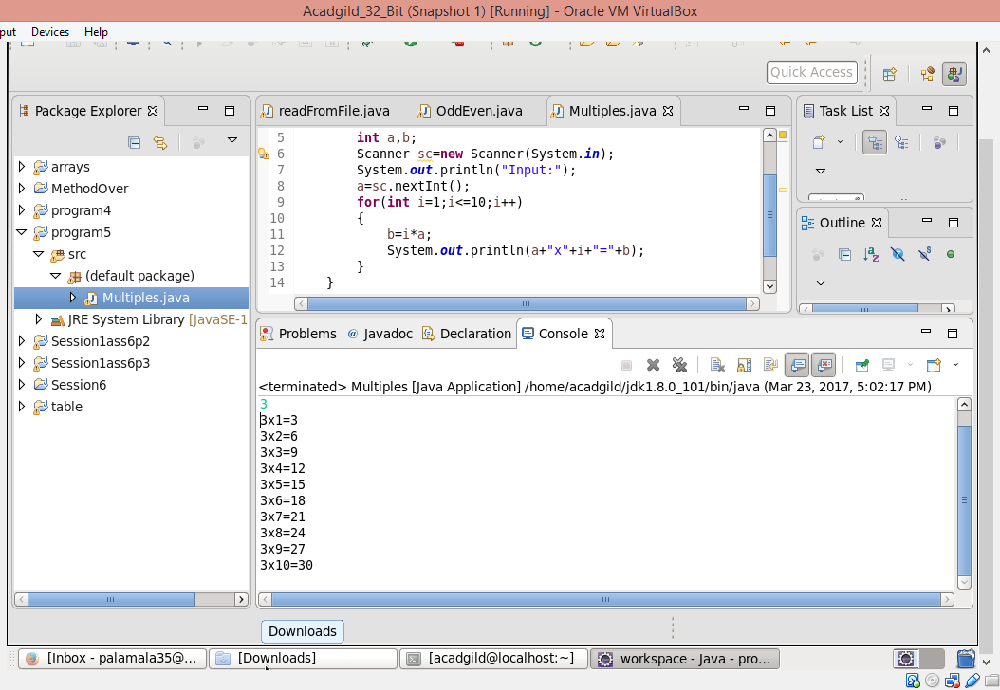 Acadgild_32_Bit (Snapshot 1) [Running] - Oracle VM VirtualBox
put Devices Help
Quick Access
Package Explorer
readFromFile.java
OddEven.java
Multiples.java
Task List
arrays
MethodOver
program4
program5
src
(default package)
Multiples.java
JRE System Library [JavaSE-1
Session1ass6p2
Session1ass6p3
Session6
table
5 int a,b;
6 Scanner sc=new Scanner(System.in);
7 System.out.println("Input:");
8 a=sc.nextInt();
9 for(int i=1;i<=10;i++)
10 {
11 b=i*a;
12 System.out.println(a+"x"+i+"="+b);
13 }
14 }
Outline
Problems
@ Javadoc
Declaration
Console
<terminated> Multiples [Java Application] /home/acadgild/jdk1.8.0_101/bin/java (Mar 23, 2017, 5:02:17 PM)
3
3x1=3
3x2=6
3x3=9
3x4=12
3x5=15
3x6=18
3x7=21
3x8=24
3x9=27
3x10=30
Downloads
[Inbox - palamala35@...
[Downloads]
[acadgild@localhost:~]
workspace - Java - pro...